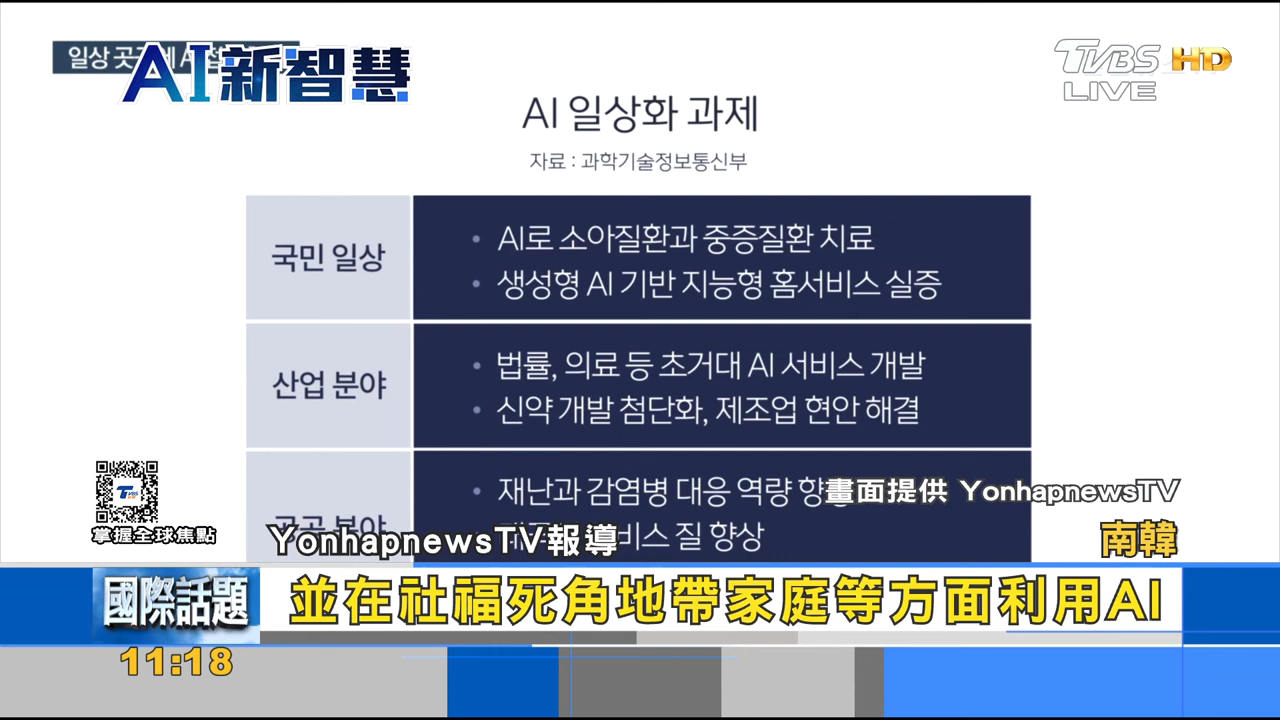 일상 곳
AI新智慧
TVBS HD
LIVE
AI 일상화 과제
자료 : 과학기술정보통신부
국민 일상
• AI로 소아질환과 중증질환 치료
• 생성형 AI 기반 지능형 홈서비스 실증
산업 분야
• 법률, 의료 등 초거대 AI 서비스 개발
• 신약 개발 첨단화, 제조업 현안 해결
분야
• 재난과 감염병 대응 역량
질 향상
畫面提供 YonhapnewsTV
TVBS
掌握全球焦點
YonhapnewsTV報導
南韓
國際話題
並在社福死角地帶家庭等方面利用AI
11:18